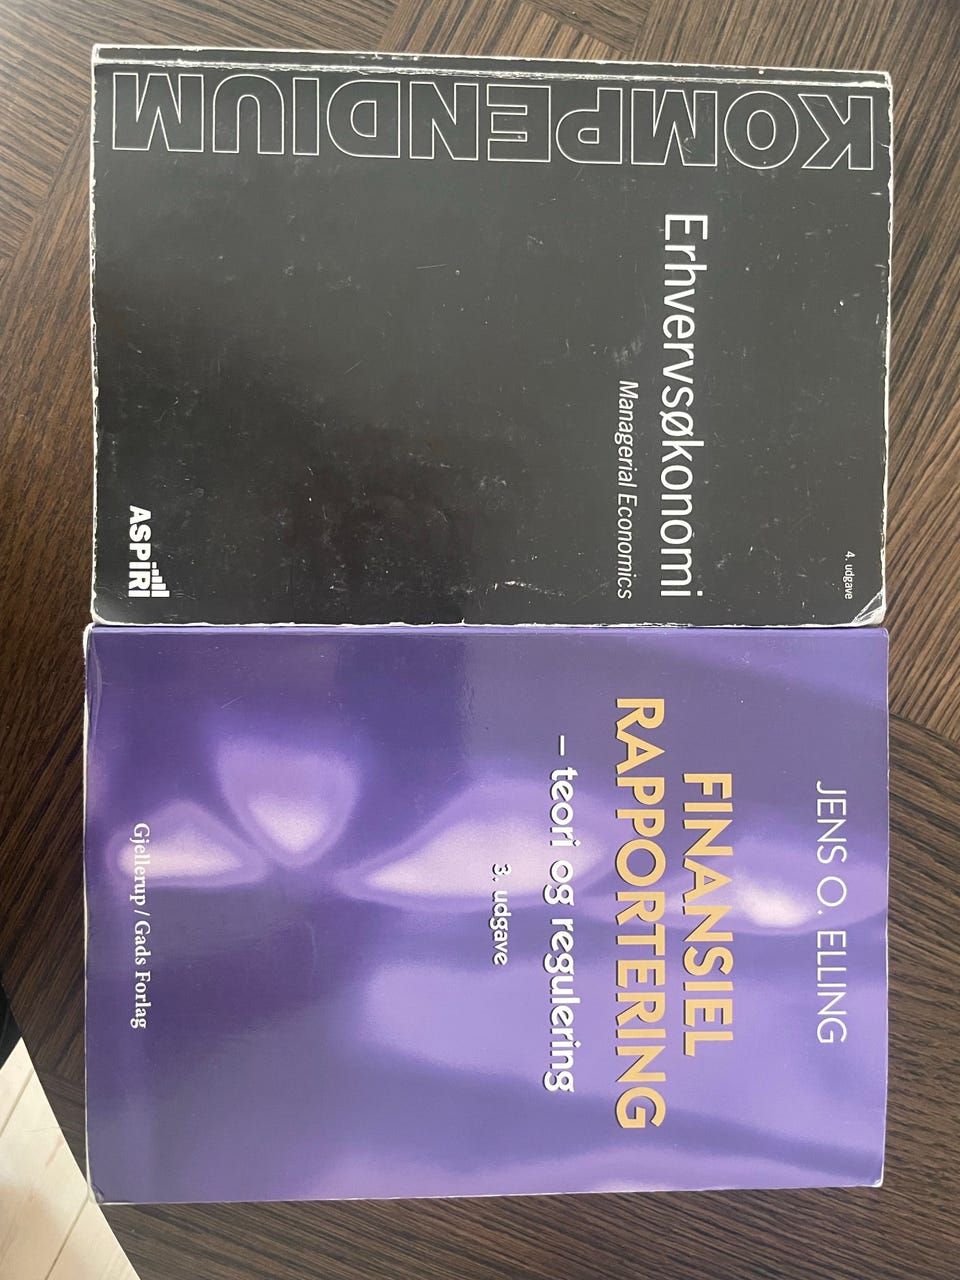 KOMPENDIUM
4. udgave
Erhvervsøkonomi
Managerial Economics
ASPIRI
JENS O. ELLING
FINANSIEL
RAPPORTERING
– teori og regulering
3. udgave
Gjellerup / Gads Forlag